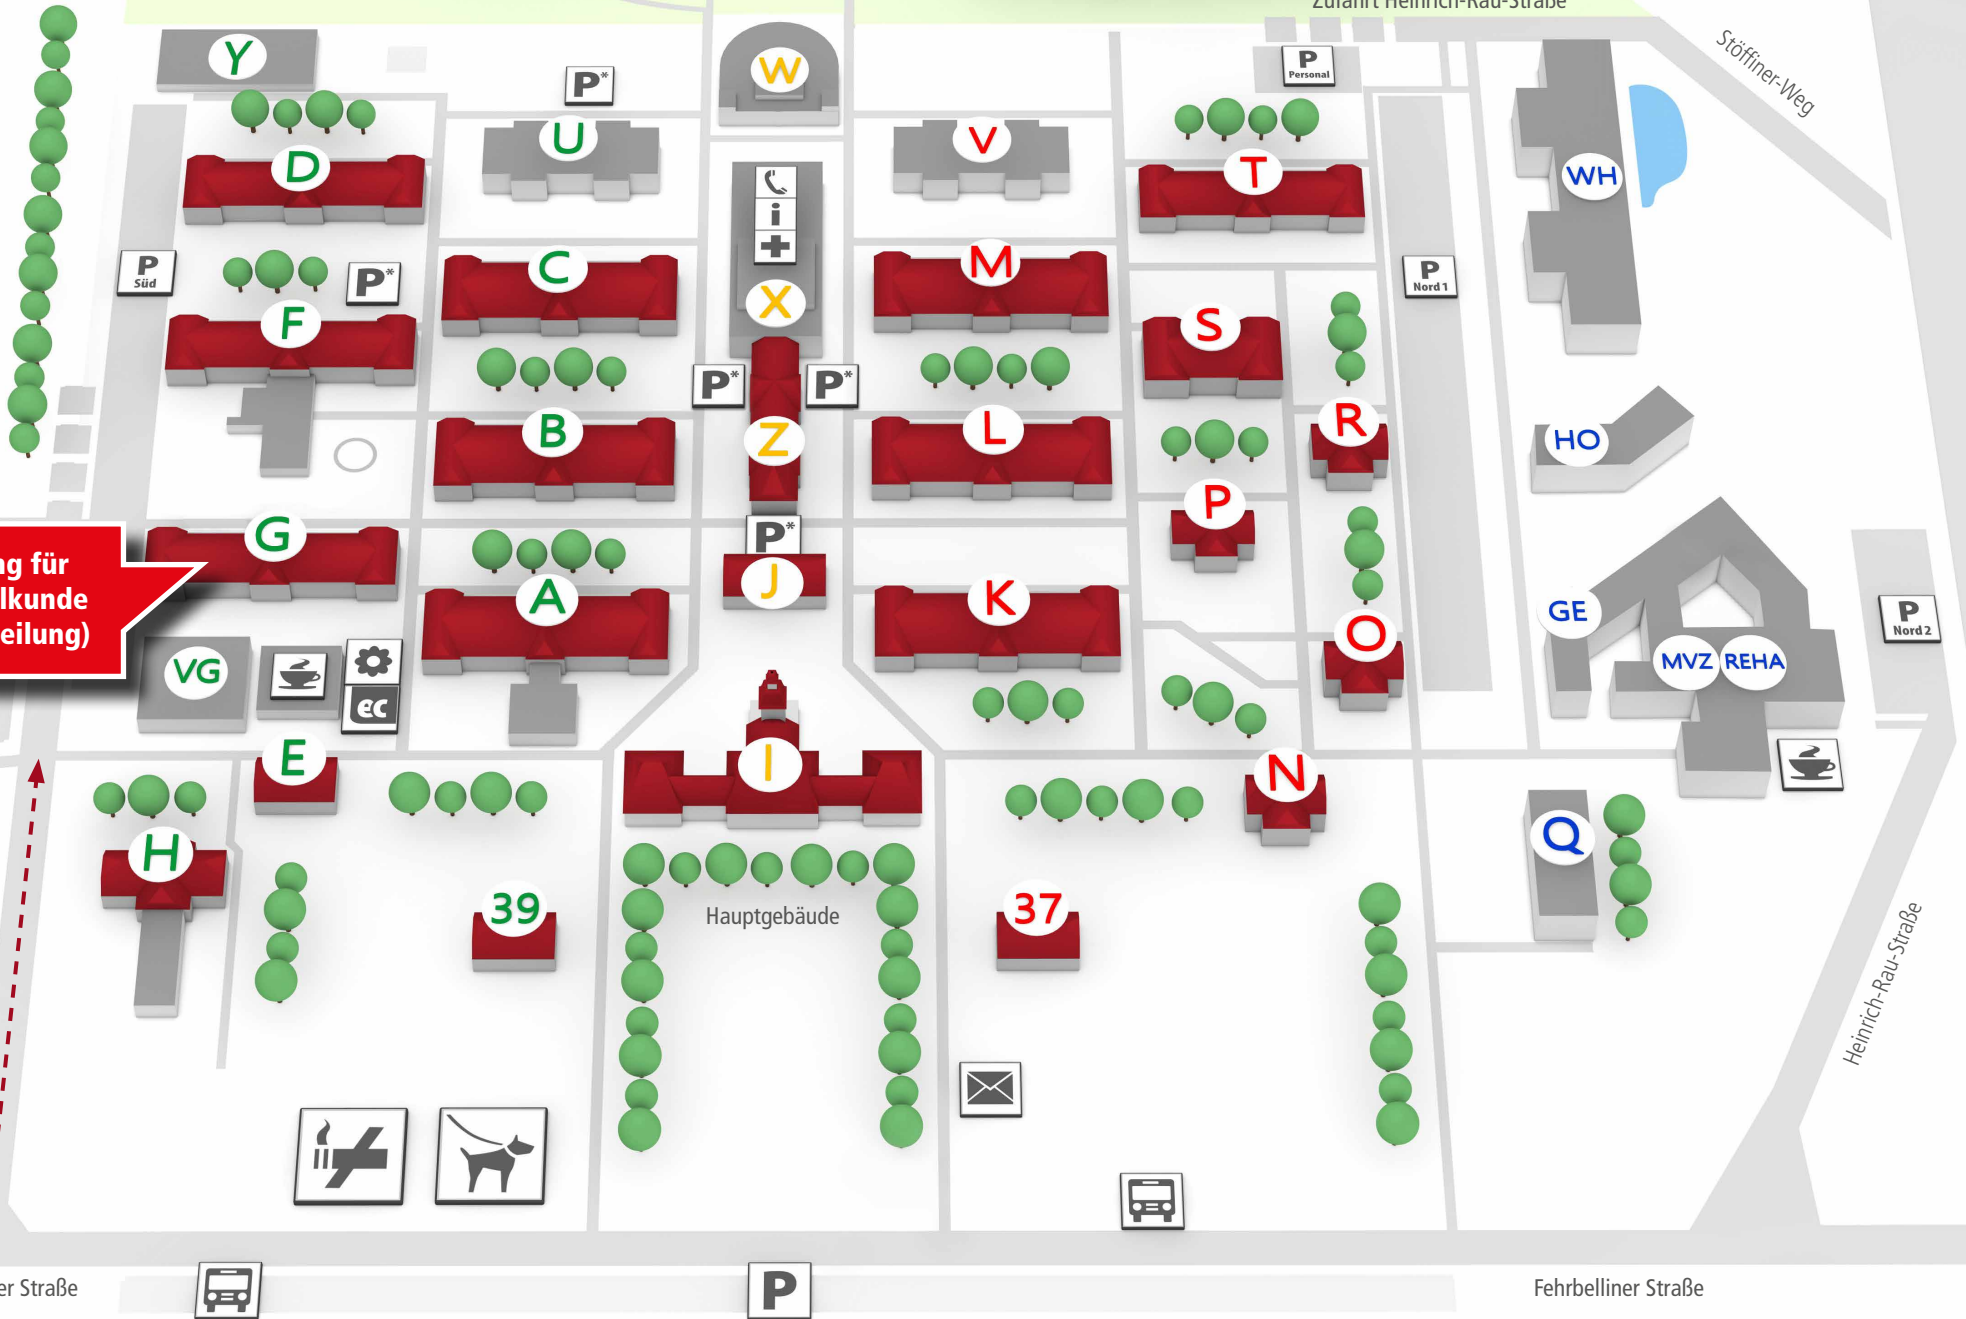 Zufahrt Heinrich-Rau-Straße
Stöffiner-Weg
Y
P*
W
P
Personal
D
U
V
T
WH
i
P
Süd
P*
C
M
P
Nord 1
X
F
S
P*
P*
B
Z
L
R
HO
G
P*
P
J
A
K
GE
ng für
lkunde
eilung)
O
P
Nord 2
VG
ec
MVZ
REHA
E
I
N
H
Q
39
Hauptgebäude
37
Heinrich-Rau-Straße
er Straße
P
Fehrbelliner Straße